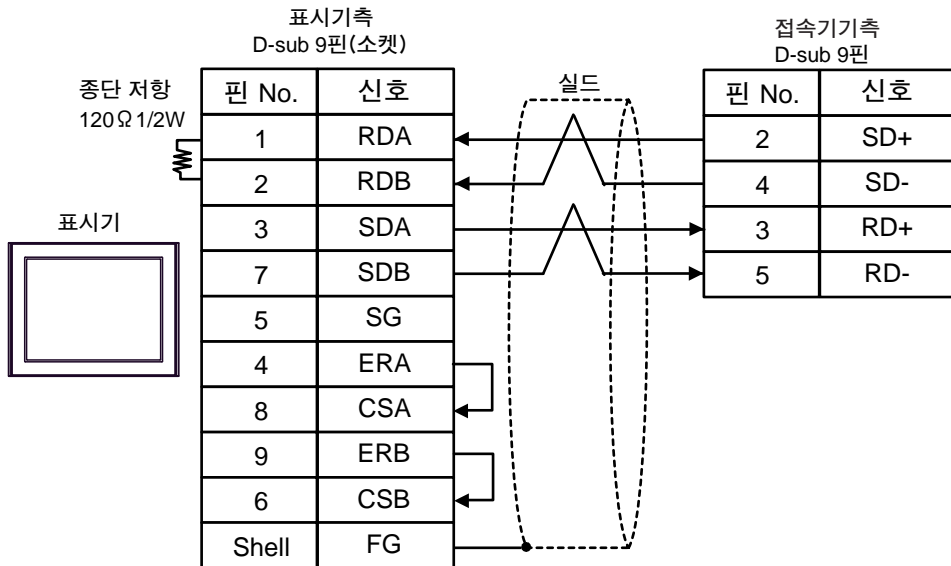 표시기측
D-sub 9핀(소켓)
접속기기측
D-sub 9핀
종단 저항
120Ω 1/2W
실드
표시기
핀 No. 신호
1 RDA
2 RDB
3 SDA
7 SDB
5 SG
4 ERA
8 CSA
9 ERB
6 CSB
Shell FG
핀 No. 신호
2 SD+
4 SD-
3 RD+
5 RD-